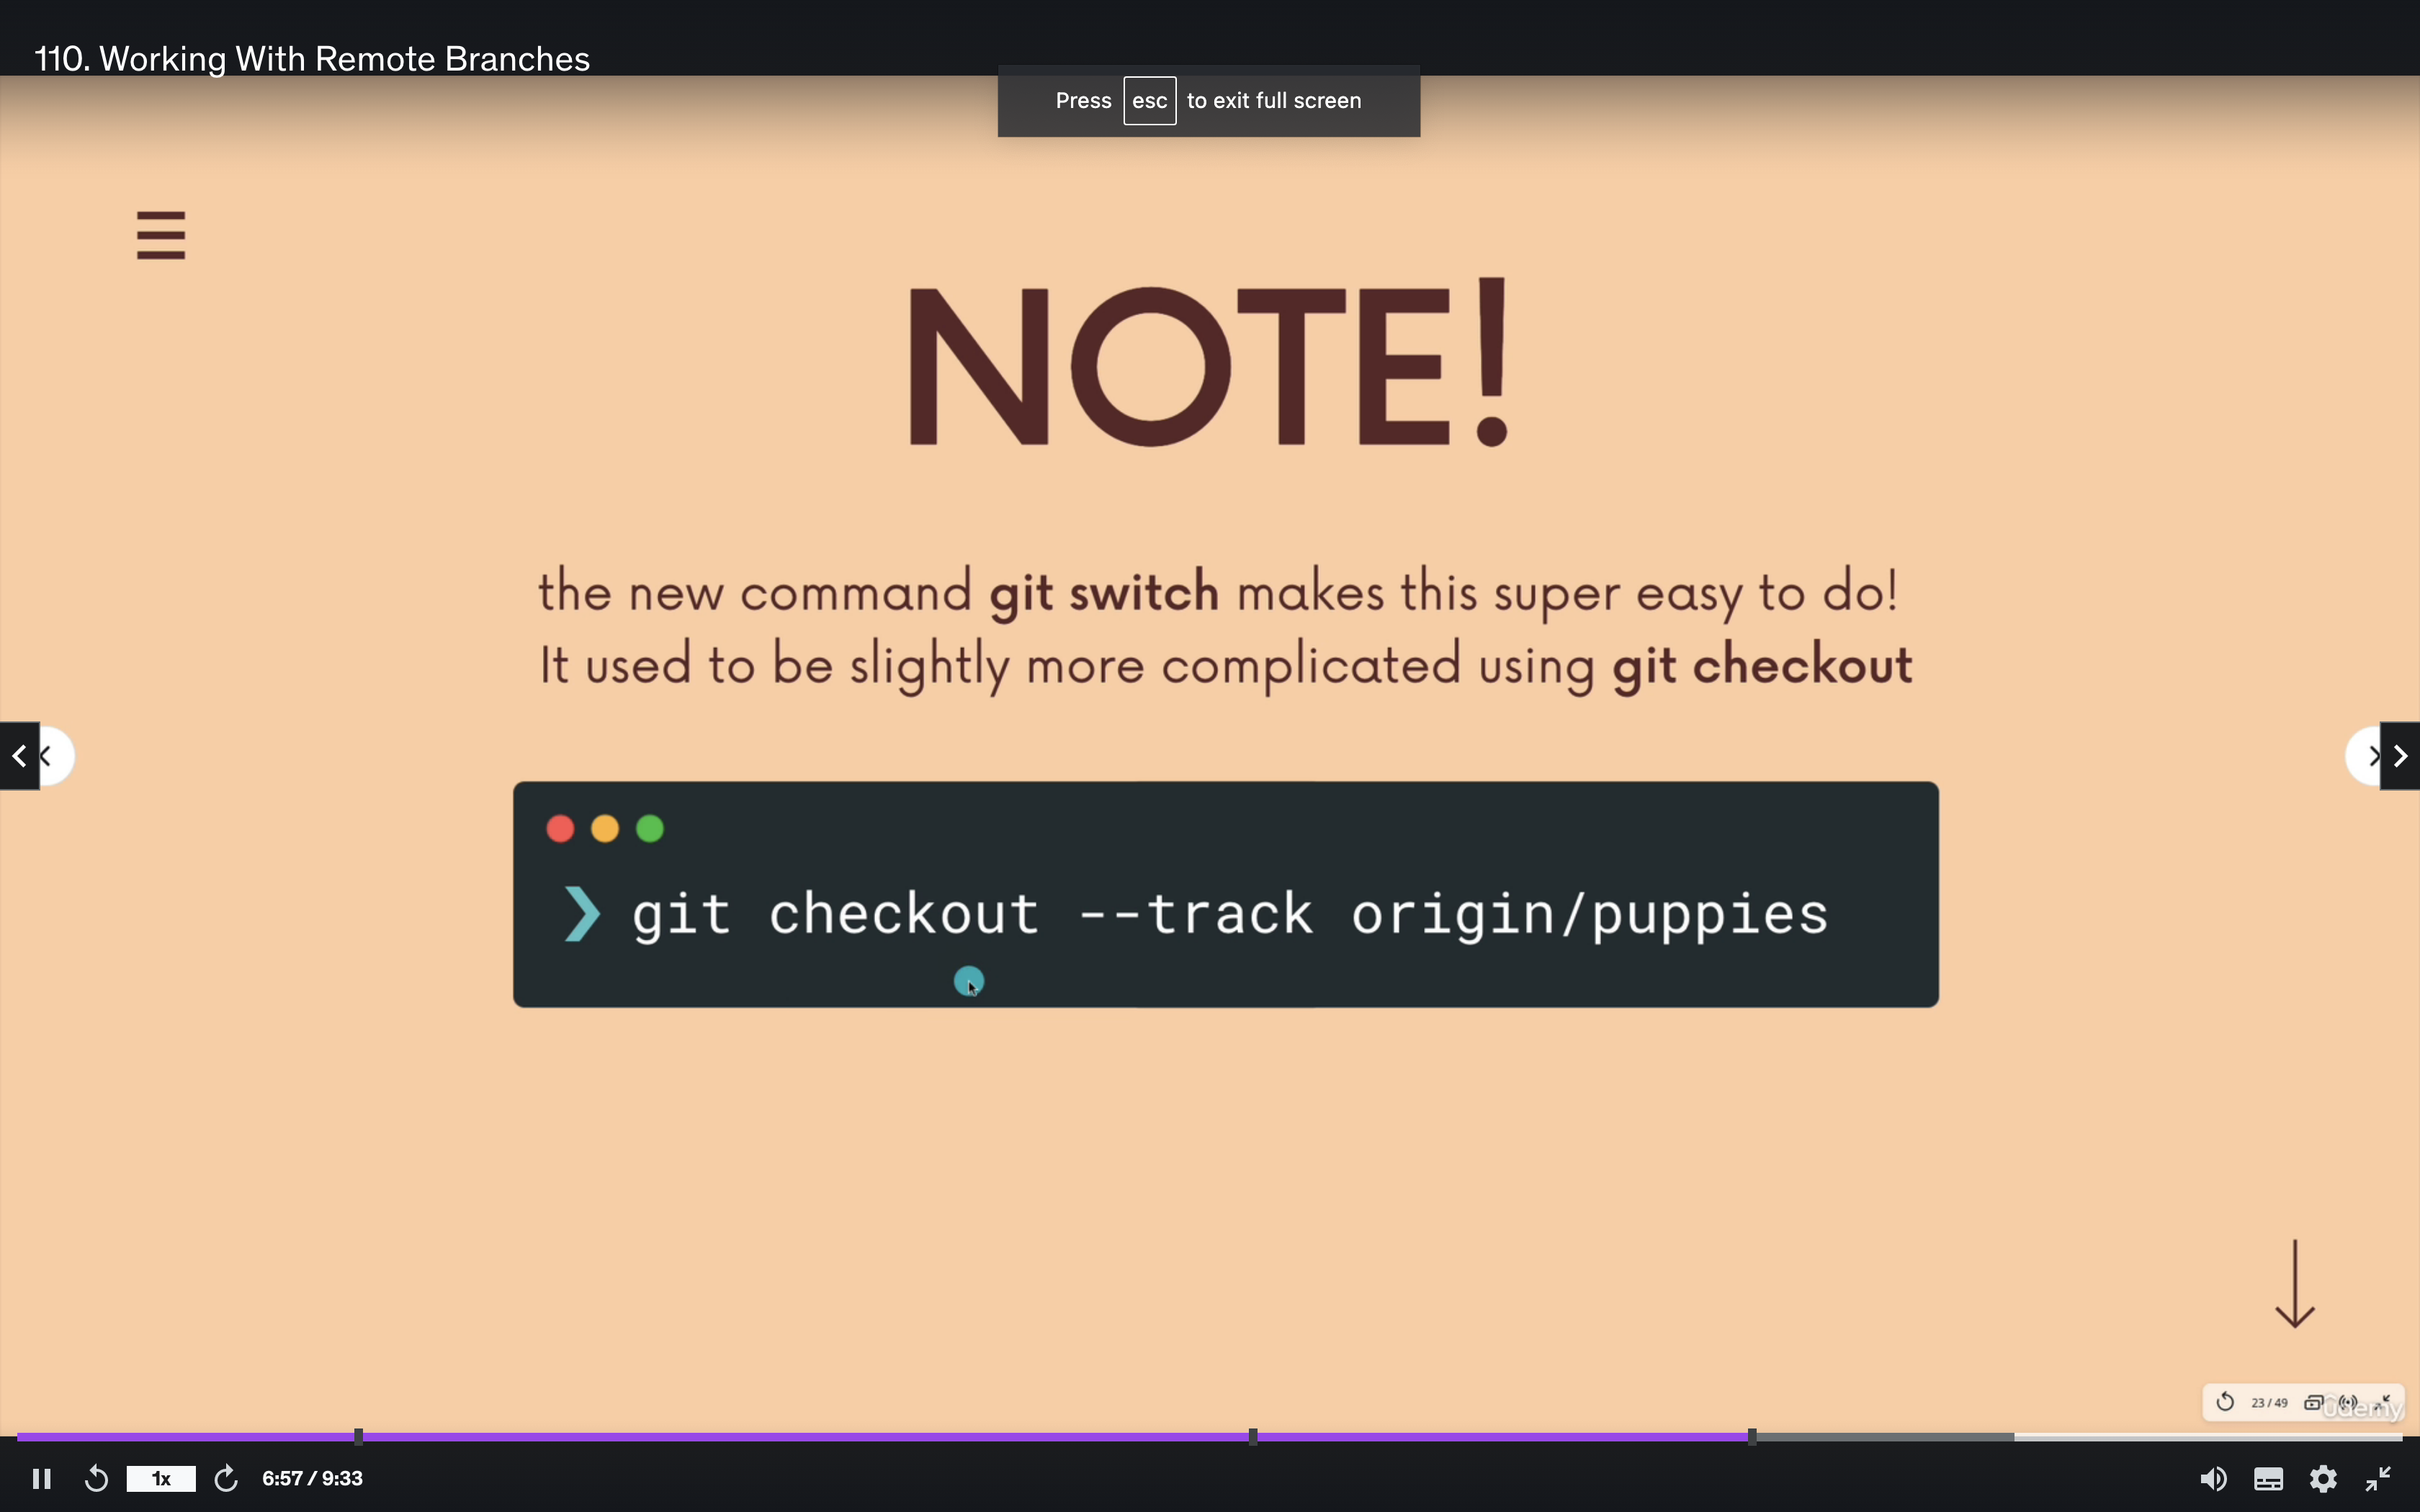 110. Working With Remote Branches
Press esc to exit full screen
NOTE!
the new command git switch makes this super easy to do!
It used to be slightly more complicated using git checkout
❯ git checkout --track origin/puppies
23 / 49
ûdemy
1x
6:57 / 9:33